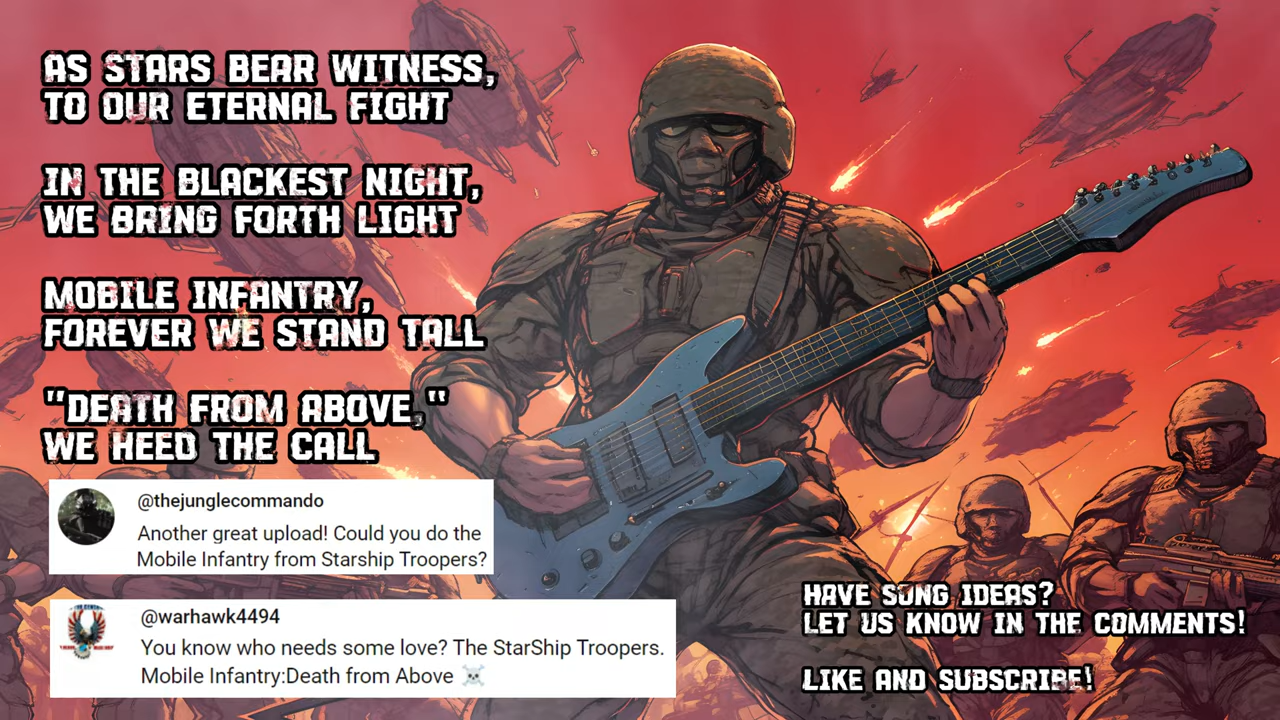 AS STARS BEAR WITNESS,
TO OUR ETERNAL FIGHT
IN THE BLACKEST NIGHT,
WE BRING FORTH LIGHT
MOBILE INFANTRY,
FOREVER WE STAND TALL
"DEATH FROM ABOVE,"
WE HEED THE CALL
@thejunglecommando
Another great upload! Could you do the
Mobile Infantry from Starship Troopers?
@warhawk4494
You know who needs some love? The StarShip Troopers.
Mobile Infantry:Death from Above ☠️
HAVE SONG IDEAS?
LET US KNOW IN THE COMMENTS!
LIKE AND SUBSCRIBE!